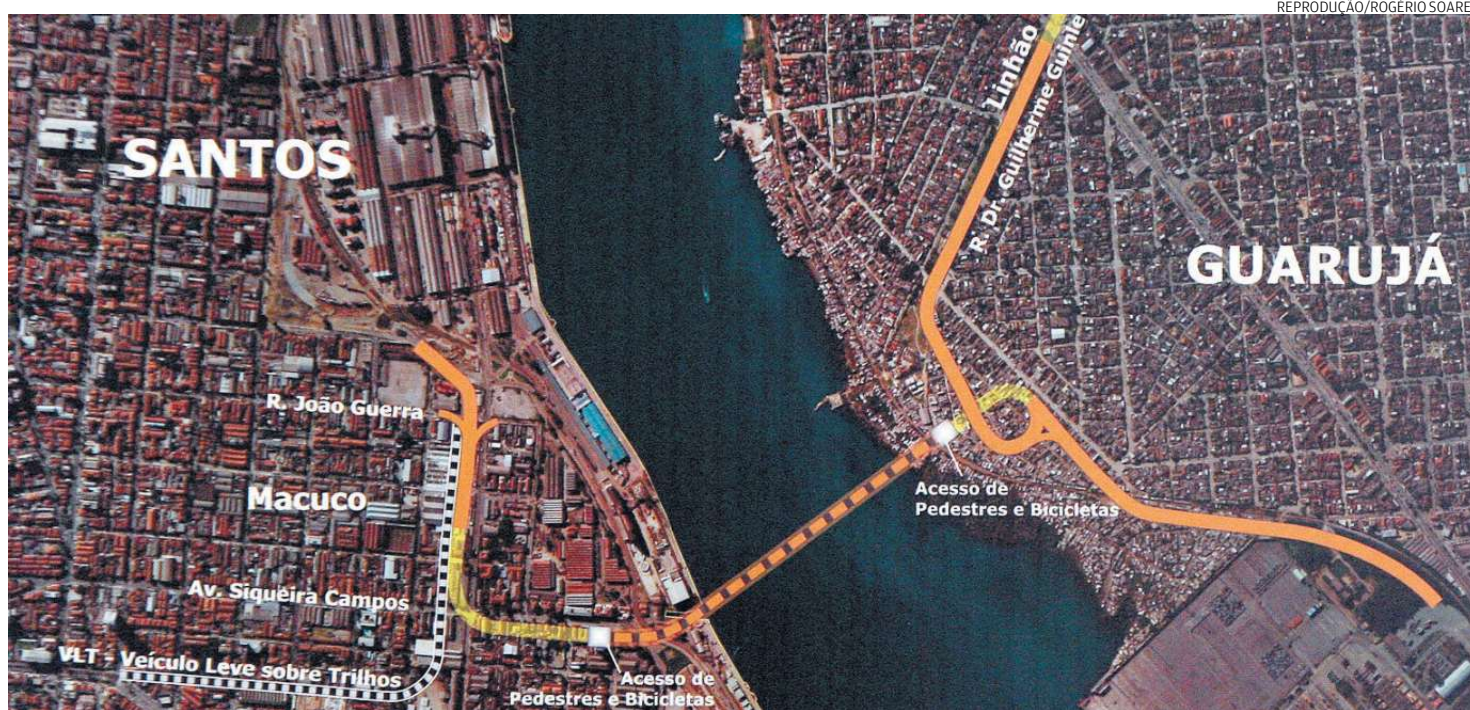 REPRODUÇÃO/ROGÉRIO SOARE
SANTOS
Linhão
R. Dr. Guilherme Guinle
GUARUJÁ
R. João Guerra
Macuco
Acesso de
Pedestres e Bicicletas
Av. Siqueira Campos
VLT - Veículo Leve sobre Trilhos
Acesso de
Pedestres e Bicicletas